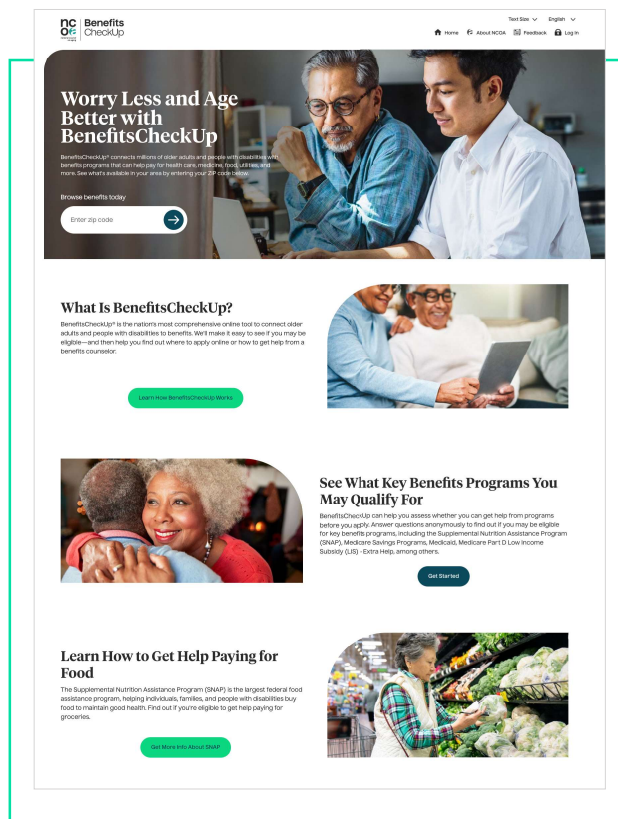 nc
oe
Benefits
CheckUp
Text Size
English
Home
About NCOA
Feedback
Log In
Worry Less and Age
Better with
BenefitsCheckUp
BenefitsCheckUp® connects millions of older adults and people with disabilities with
benefits programs that can help pay for health care, medicine, food, utilities, and
more. See what's available in your area by entering your ZIP code below.
Browse benefits today
Enter zip code
What Is BenefitsCheckUp?
BenefitsCheckUp® is the nation's most comprehensive online tool to connect older
adults and people with disabilities to benefits. We'll make it easy to see if you may be
eligible—and then help you find out where to apply online or how to get help from a
benefits counselor.
Learn How BenefitsCheckUp Works
See What Key Benefits Programs You
May Qualify For
BenefitsCheckUp can help you assess whether you can get help from programs
before you apply. Answer questions anonymously to find out if you may be eligible
for key benefits programs, including the Supplemental Nutrition Assistance Program
(SNAP), Medicare Savings Programs, Medicaid, Medicare Part D Low Income
Subsidy (LIS) - Extra Help, among others.
Get Started
Learn How to Get Help Paying for
Food
The Supplemental Nutrition Assistance Program (SNAP) is the largest federal food
assistance program, helping individuals, families, and people with disabilities buy
food to maintain good health. Find out if you're eligible to get help paying for
groceries.
Get More Info About SNAP